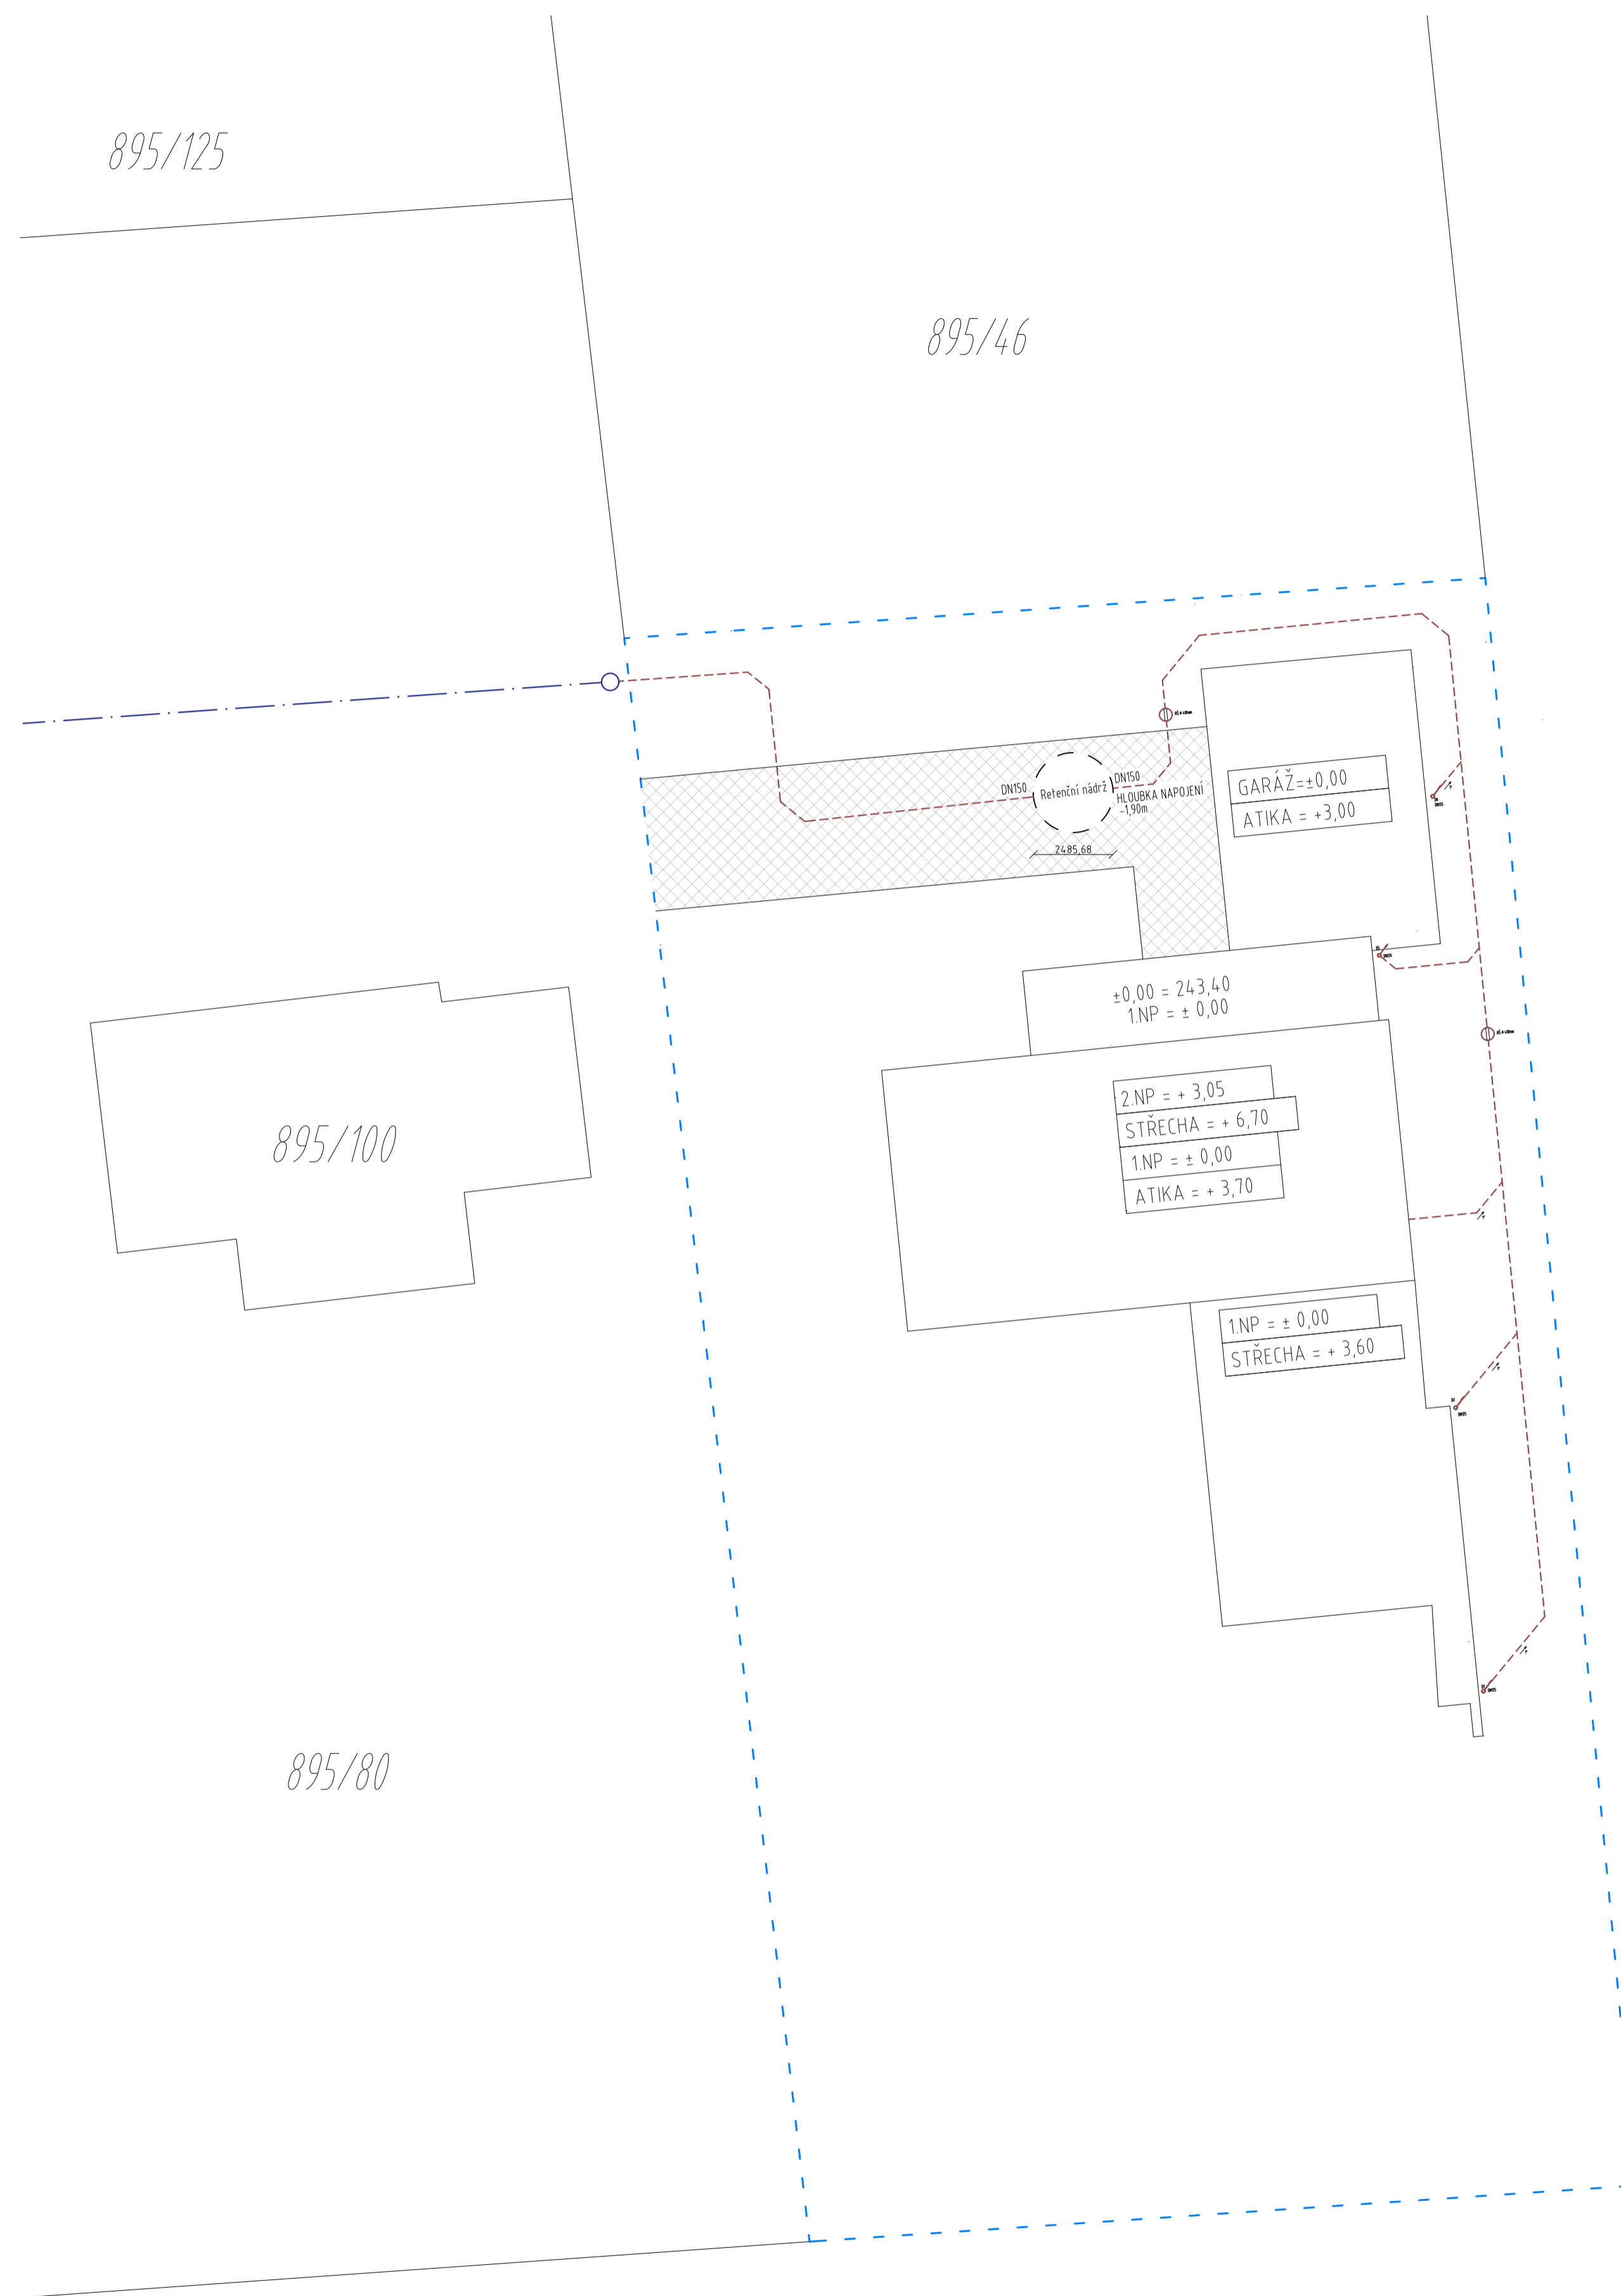 895/125
895/46
DN150
Retenční nádrž
DN150
HLOUBKA NAPOJENÍ
-1,90m
2485,68
GARÁŽ=±0,00
ATIKA = +3,00
±0,00 = 243,40
1.NP = ± 0,00
2.NP = + 3,05
STŘECHA = + 6,70
1.NP = ± 0,00
ATIKA = + 3,70
895/100
1.NP = ± 0,00
STŘECHA = + 3,60
895/80